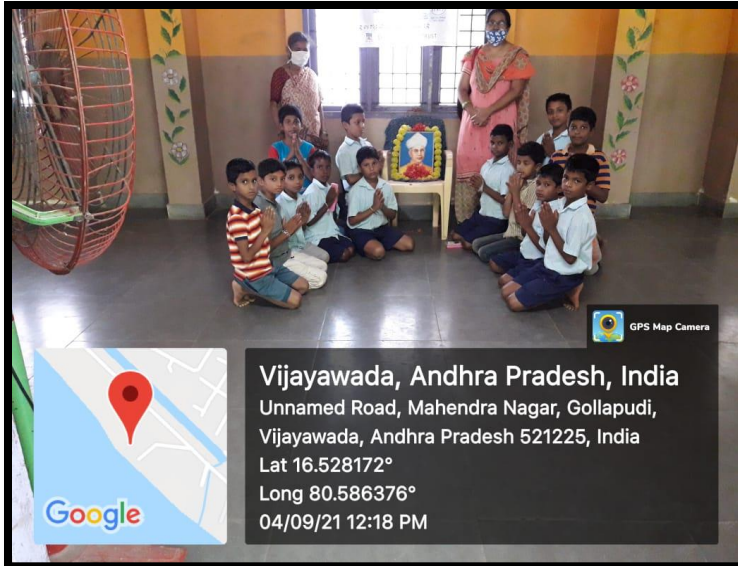 GPS Map Camera
Vijayawada, Andhra Pradesh, India
Unnamed Road, Mahendra Nagar, Gollapudi,
Vijayawada, Andhra Pradesh 521225, India
Lat 16.528172°
Long 80.586376°
04/09/21 12:18 PM
Google